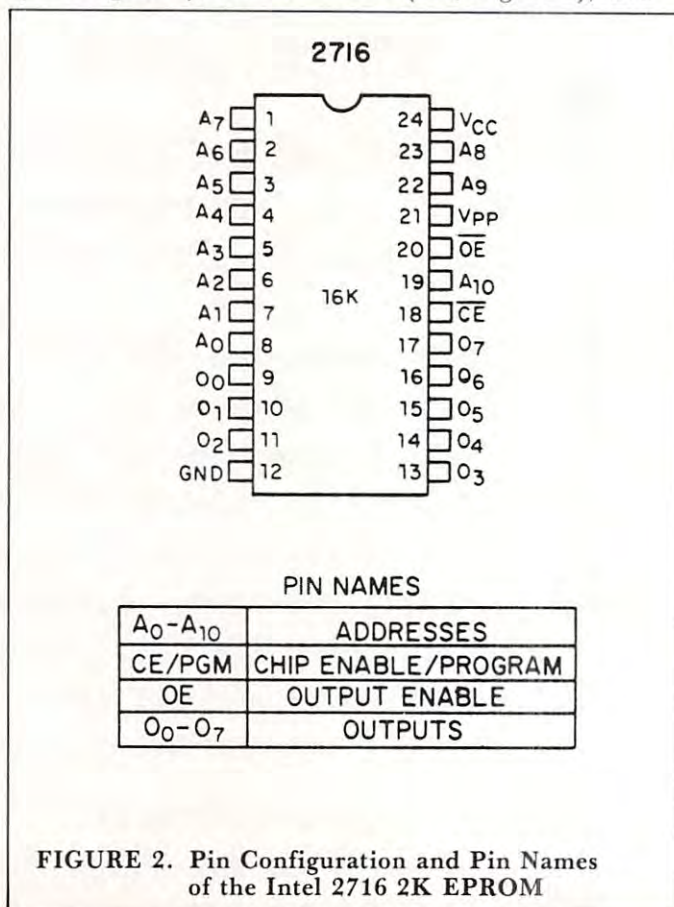 2716
A7 1 24 VCC
A6 2 23 A8
A5 3 22 A9
A4 4 21 VPP
A3 5 20 O̅E̅
A2 6 19 A10
A1 7 16K 18 C̅E̅
A0 8 17 O7
O0 9 16 O6
O1 10 15 O5
O2 11 14 O4
GND 12 13 O3
PIN NAMES
A0-A10 ADDRESSES
CE/PGM CHIP ENABLE/PROGRAM
OE OUTPUT ENABLE
O0-O7 OUTPUTS
FIGURE 2. Pin Configuration and Pin Names
of the Intel 2716 2K EPROM